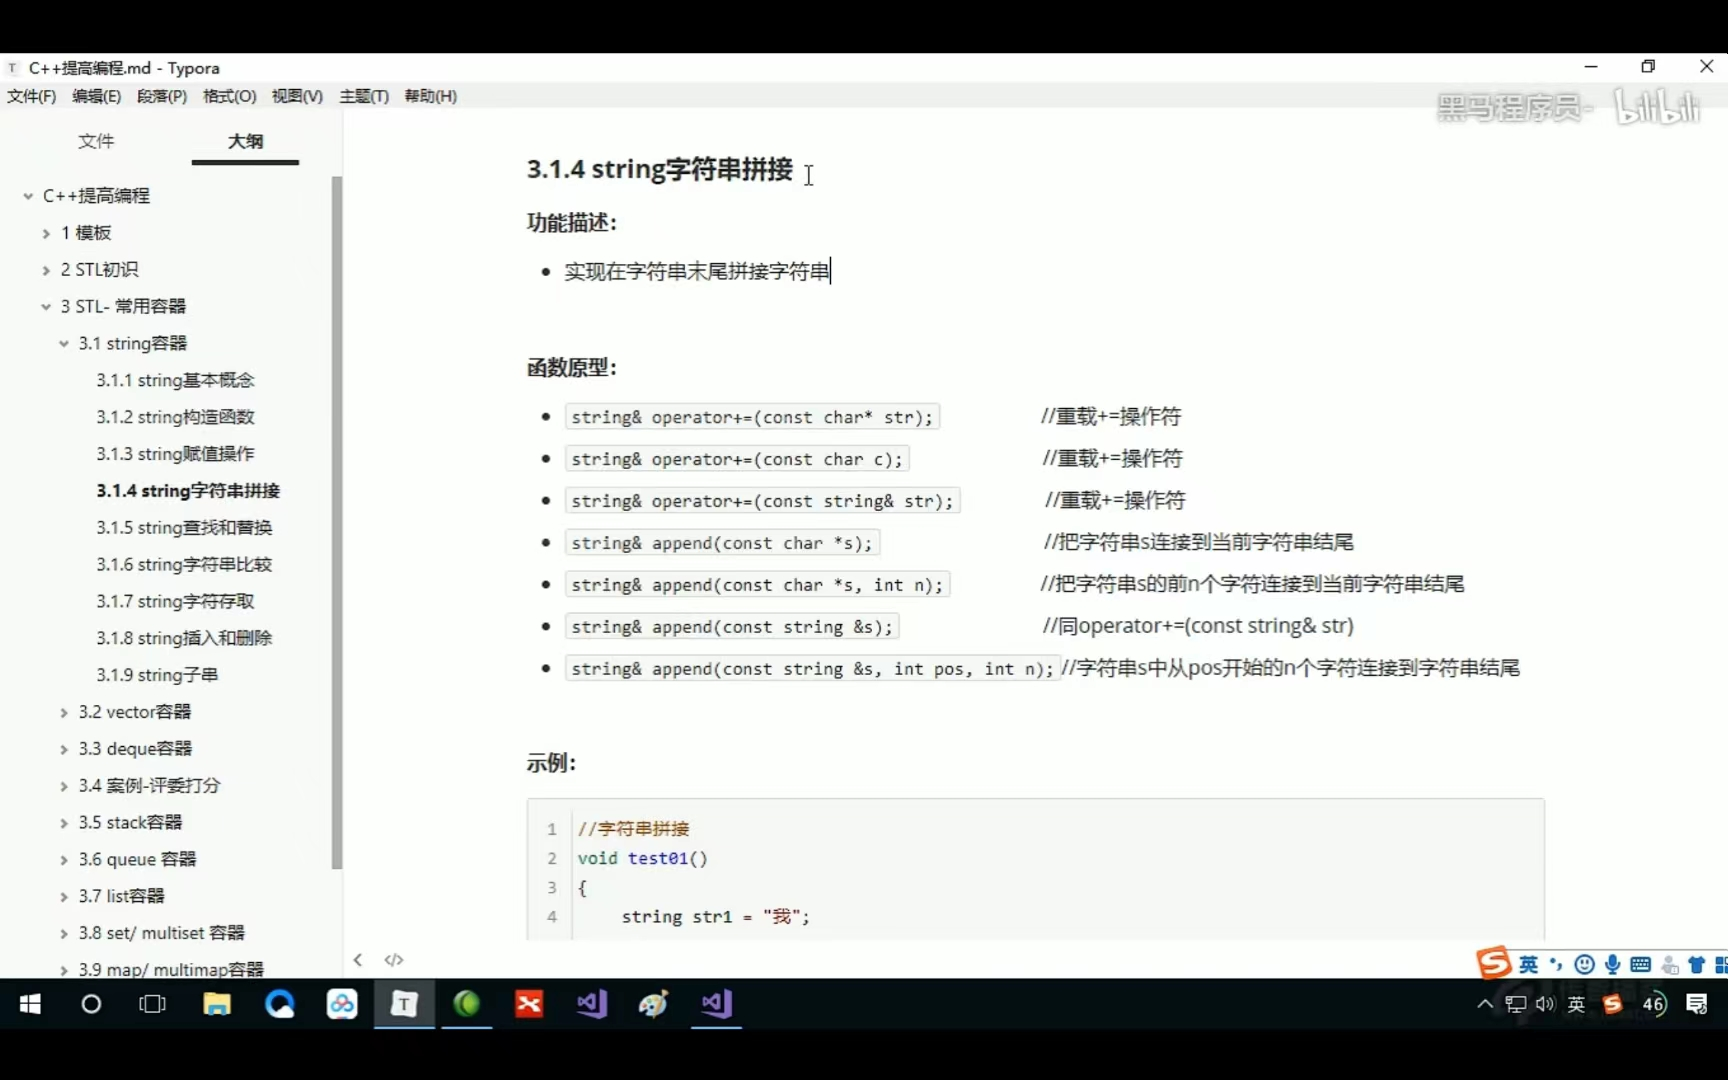 C++提高编程.md - Typora
文件(F) 编辑(E) 段落(P) 格式(O) 视图(V) 主题(T) 帮助(H)
黑马程序员- bilibili
文件 大纲
C++提高编程
1 模板
2 STL初识
3 STL- 常用容器
3.1 string容器
3.1.1 string基本概念
3.1.2 string构造函数
3.1.3 string赋值操作
3.1.4 string字符串拼接
3.1.5 string查找和替换
3.1.6 string字符串比较
3.1.7 string字符存取
3.1.8 string插入和删除
3.1.9 string子串
3.2 vector容器
3.3 deque容器
3.4 案例-评委打分
3.5 stack容器
3.6 queue 容器
3.7 list容器
3.8 set/ multiset 容器
3.9 map/ multimap容器
3.1.4 string字符串拼接
功能描述:
实现在字符串末尾拼接字符串
函数原型:
string& operator+=(const char* str); //重载+=操作符
string& operator+=(const char c); //重载+=操作符
string& operator+=(const string& str); //重载+=操作符
string& append(const char *s); //把字符串s连接到当前字符串结尾
string& append(const char *s, int n); //把字符串s的前n个字符连接到当前字符串结尾
string& append(const string &s); //同operator+=(const string& str)
string& append(const string &s, int pos, int n); //字符串s中从pos开始的n个字符连接到字符串结尾
示例:
1 //字符串拼接
2 void test01()
3 {
4 string str1 = "我";
英
英 46